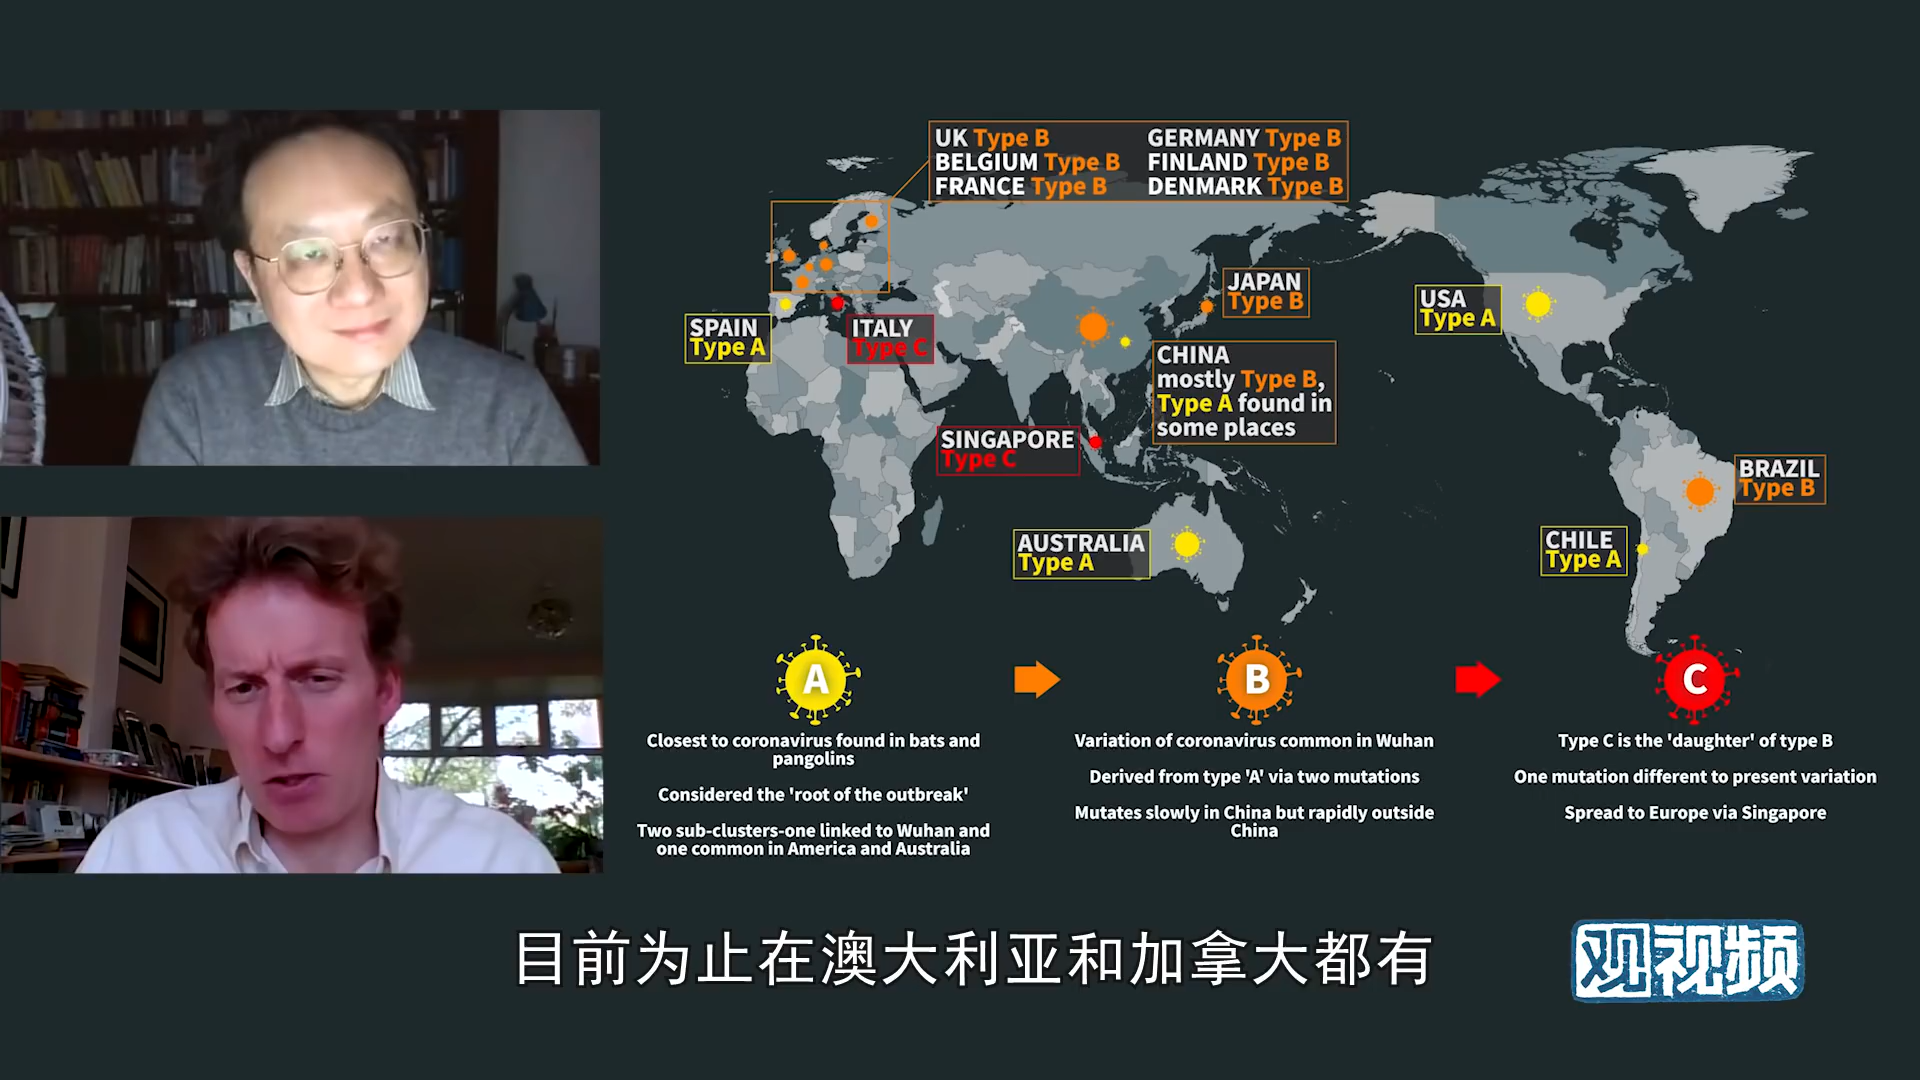 UK Type B
BELGIUM Type B
FRANCE Type B
GERMANY Type B
FINLAND Type B
DENMARK Type B
JAPAN
Type B
USA
Type A
SPAIN
Type A
ITALY
Type C
CHINA
mostly Type B,
Type A found in
some places
SINGAPORE
Type C
BRAZIL
Type B
AUSTRALIA
Type A
CHILE
Type A
A
Closest to coronavirus found in bats and
pangolins
Considered the 'root of the outbreak'
Two sub-clusters-one linked to Wuhan and
one common in America and Australia
B
Variation of coronavirus common in Wuhan
Derived from type 'A' via two mutations
Mutates slowly in China but rapidly outside
China
C
Type C is the 'daughter' of type B
One mutation different to present variation
Spread to Europe via Singapore
目前为止在澳大利亚和加拿大都有
观视频